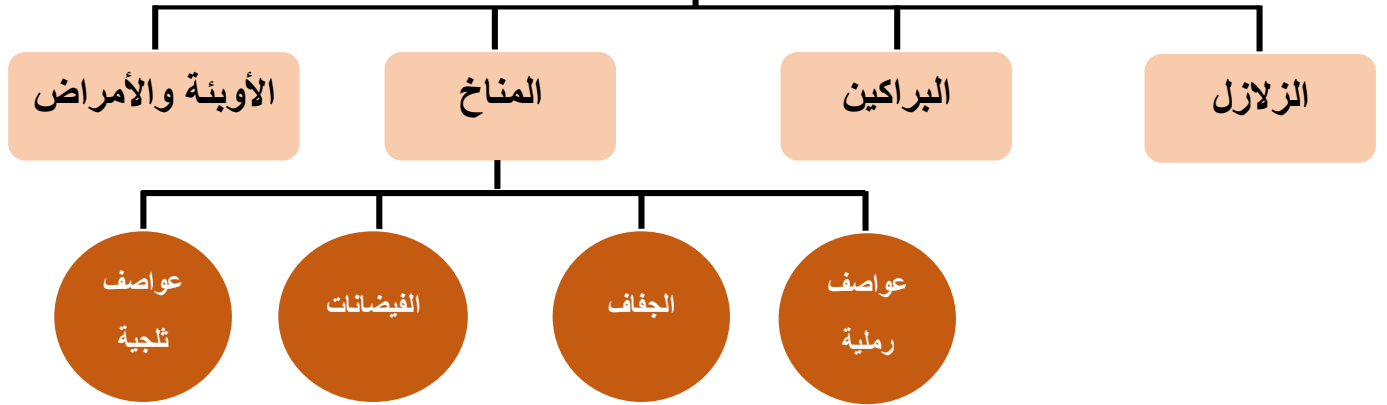 الزلازل
البراكين
المناخ
الأوبئة والأمراض
عواصف
رملية
الجفاف
الفيضانات
عواصف
ثلجية